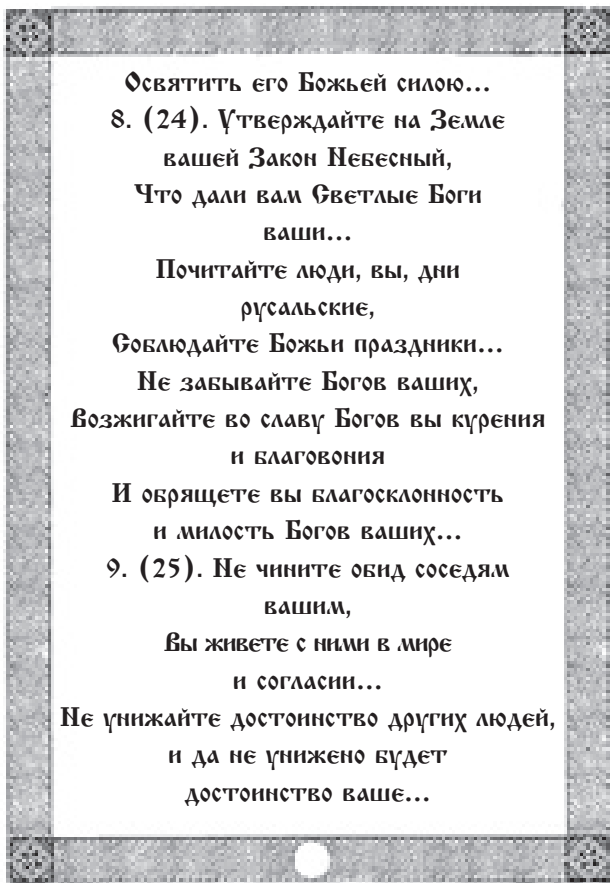 Освятить его Божьей силою...
8. (24). Утверждайте на Земле
вашей Закон Небесный,
Что дали вам Светлые Боги
ваши...
Почитайте люди, вы, дни
русальские,
Соблюдайте Божьи праздники...
Не забывайте Богов ваших,
Возжигайте во славу Богов вы курения
и благовония
И обрящете вы благосклонность
и милость Богов ваших...
9. (25). Не чините обид соседям
вашим,
Вы живете с ними в мире
и согласии...
Не унижайте достоинство других людей,
и да не унижено будет
достоинство ваше...